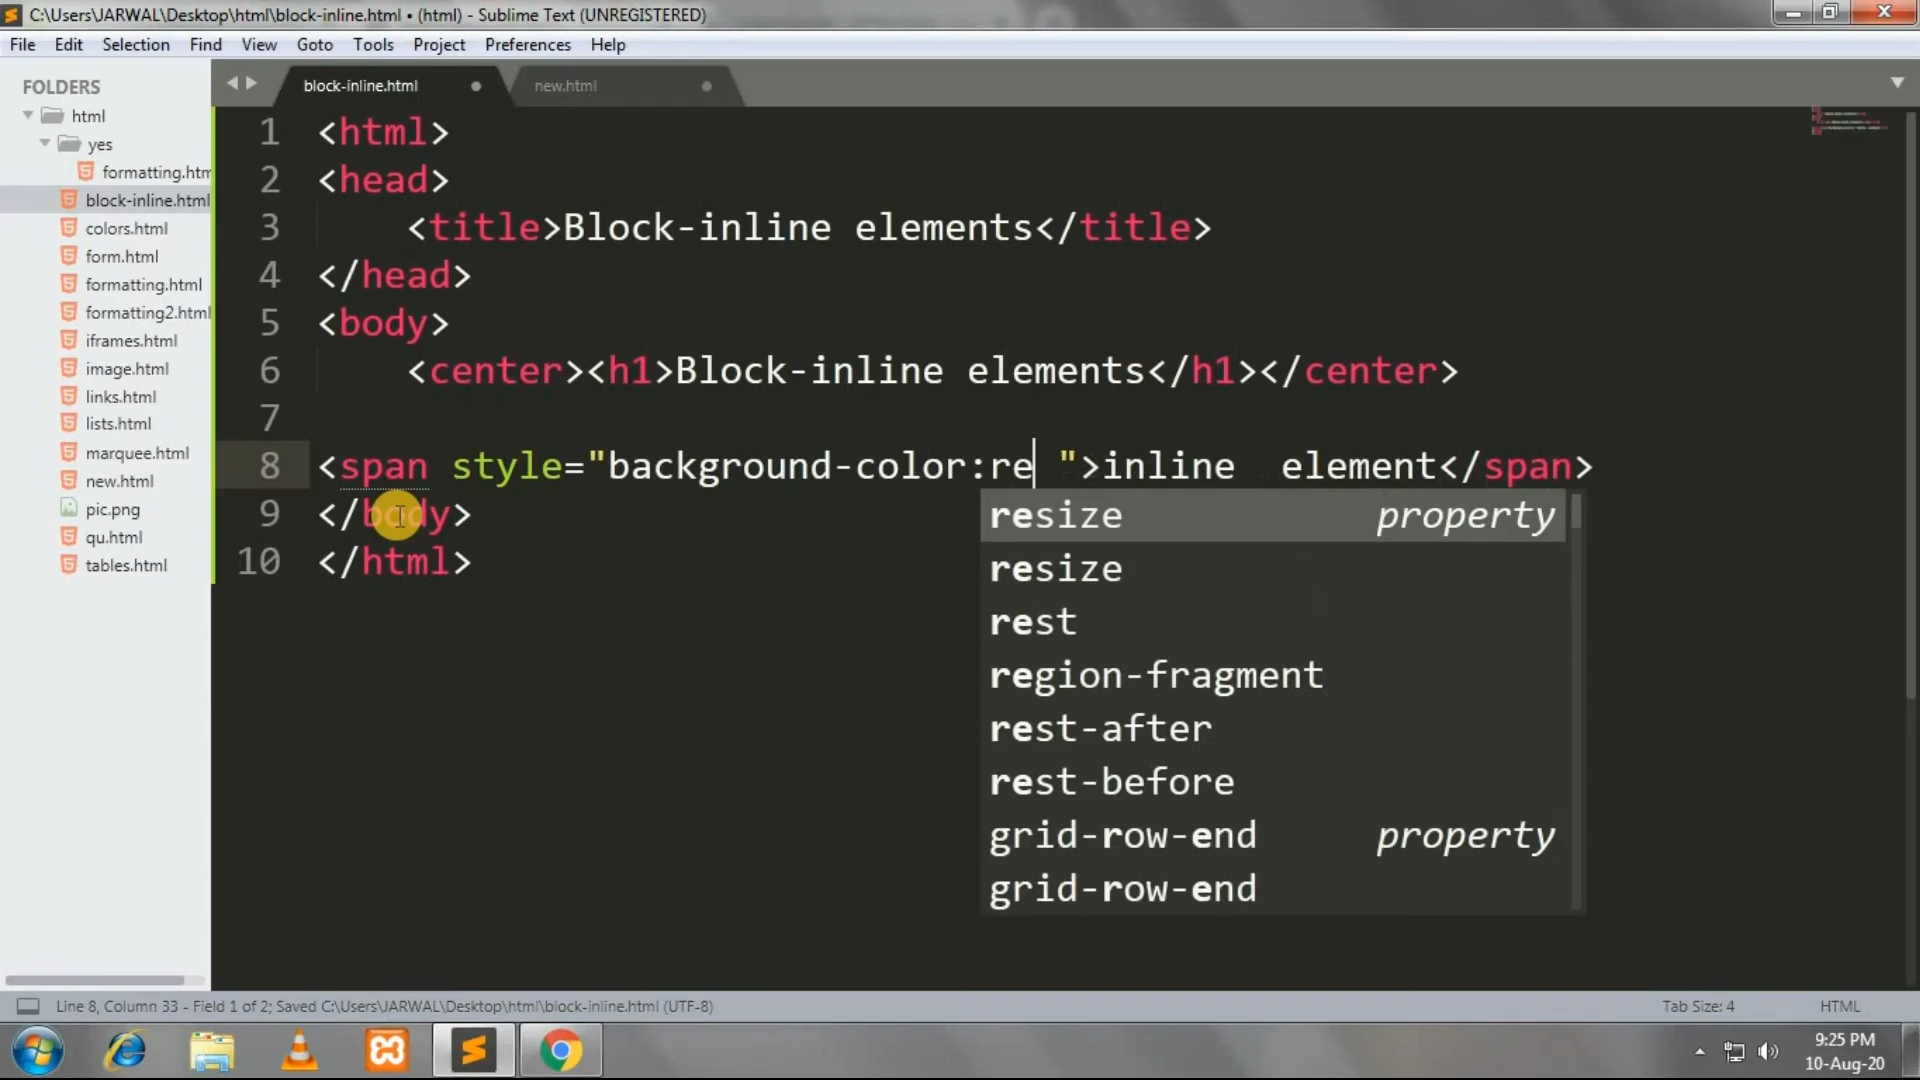 C:\Users\JARWAL\Desktop\html\block-inline.html • (html) - Sublime Text (UNREGISTERED)
File Edit Selection Find View Goto Tools Project Preferences Help
FOLDERS
html
yes
formatting.htm
block-inline.html
colors.html
form.html
formatting.html
formatting2.html
iframes.html
image.html
links.html
lists.html
marquee.html
new.html
pic.png
qu.html
tables.html
block-inline.html new.html
1 <html>
2 <head>
3 <title>Block-inline elements</title>
4 </head>
5 <body>
6 <center><h1>Block-inline elements</h1></center>
7
8 <span style="background-color:re ">inline  element</span>
9 </body>
10 </html>
resize property
resize
rest
region-fragment
rest-after
rest-before
grid-row-end property
grid-row-end
Line 8, Column 33 - Field 1 of 2; Saved C:\Users\JARWAL\Desktop\html\block-inline.html (UTF-8) Tab Size: 4 HTML
9:25 PM
10-Aug-20